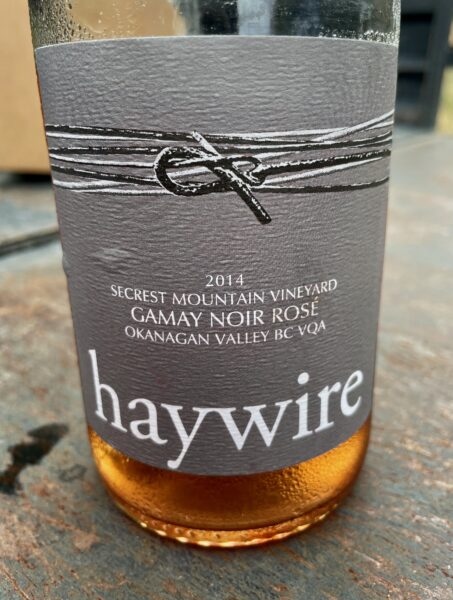 2014
SECREST MOUNTAIN VINEYARD
GAMAY NOIR ROSÉ
OKANAGAN VALLEY BC VQA
haywire